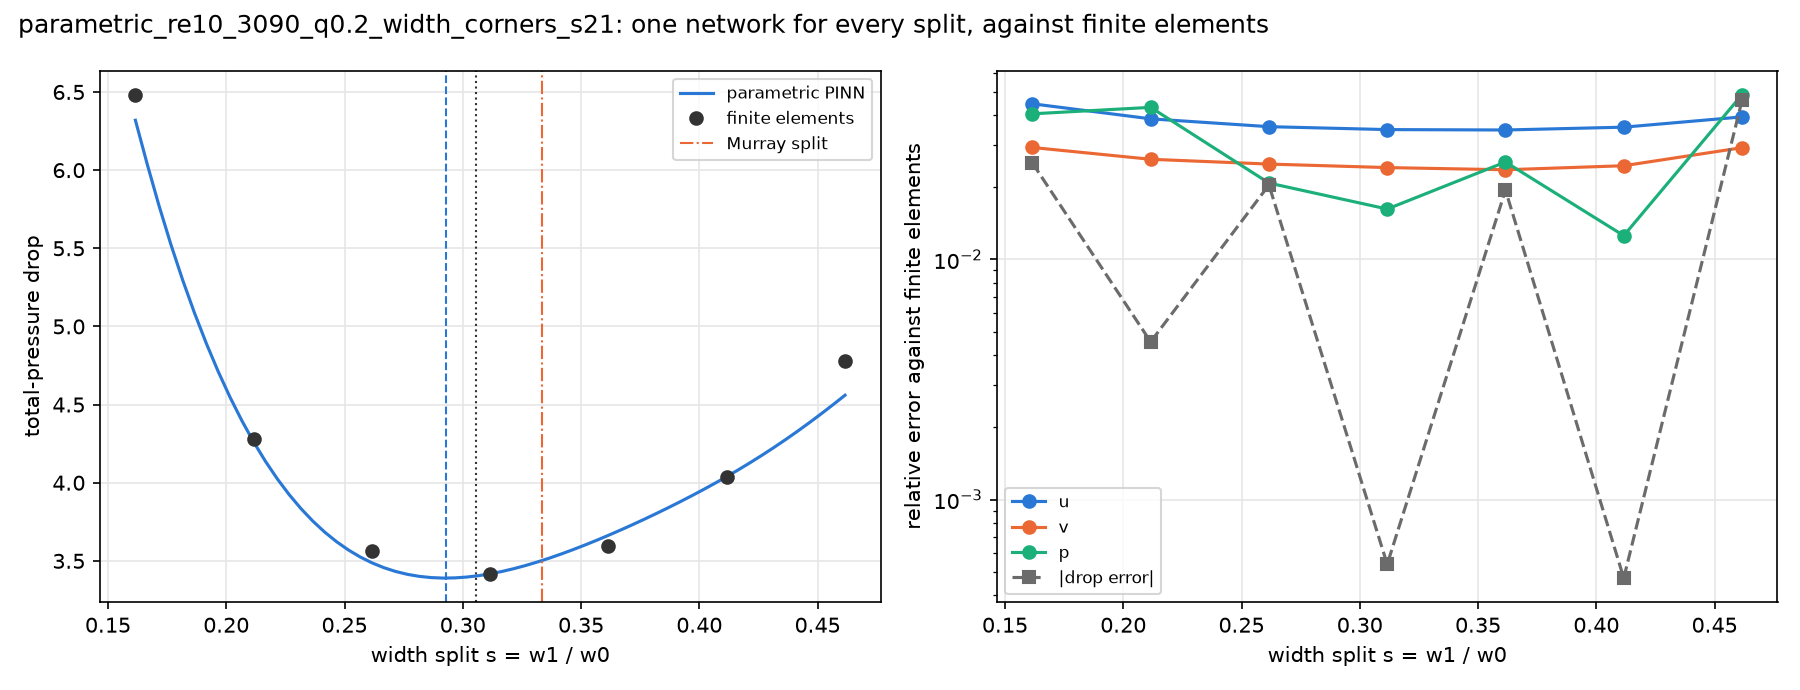 parametric_re10_3090_q0.2_width_corners_s21: one network for every split, against finite elements
total-pressure drop
6.5
6.0
5.5
5.0
4.5
4.0
3.5
parametric PINN
finite elements
Murray split
0.15 0.20 0.25 0.30 0.35 0.40 0.45
width split s = w1 / w0
relative error against finite elements
10⁻²
10⁻³
u
v
p
|drop error|
0.15 0.20 0.25 0.30 0.35 0.40 0.45
width split s = w1 / w0